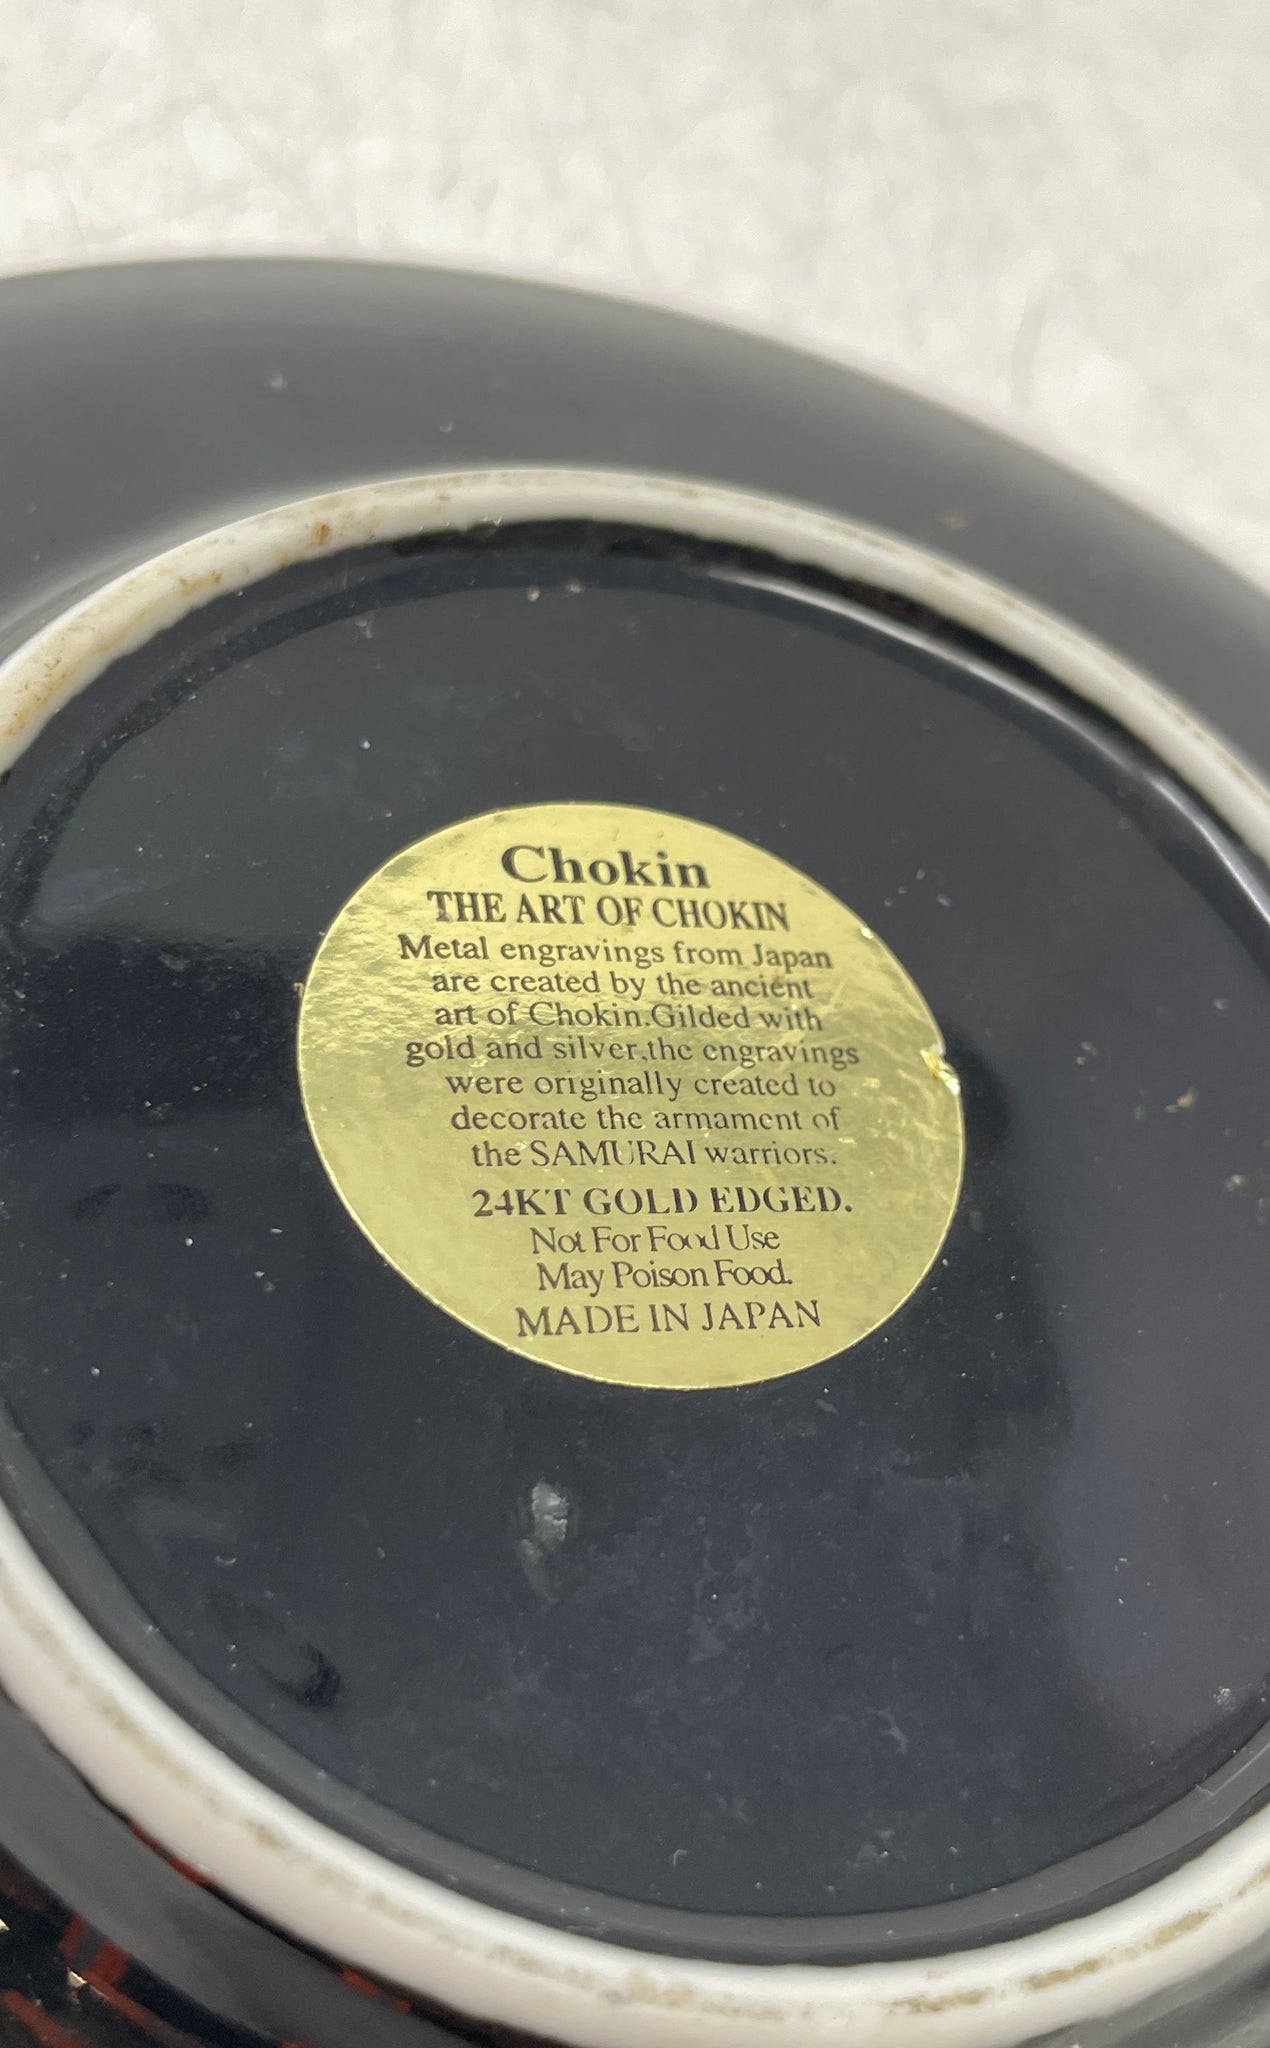 Chokin
THE ART OF CHOKIN
Metal engravings from Japan
are created by the ancient
art of Chokin.Gilded with
gold and silver,the engravings
were originally created to
decorate the armament of
the SAMURAI warriors.
24KT GOLD EDGED.
Not For Food Use
May Poison Food.
MADE IN JAPAN